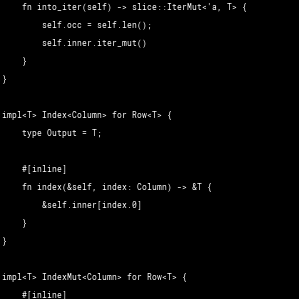 fn into_iter(self) -> slice::IterMut<'a, T> {
self.occ = self.len();
self.inner.iter_mut()
}
}
impl<T> Index<Column> for Row<T> {
type Output = T;
#[inline]
fn index(&self, index: Column) -> &T {
&self.inner[index.0]
}
}
impl<T> IndexMut<Column> for Row<T> {
#[inline]